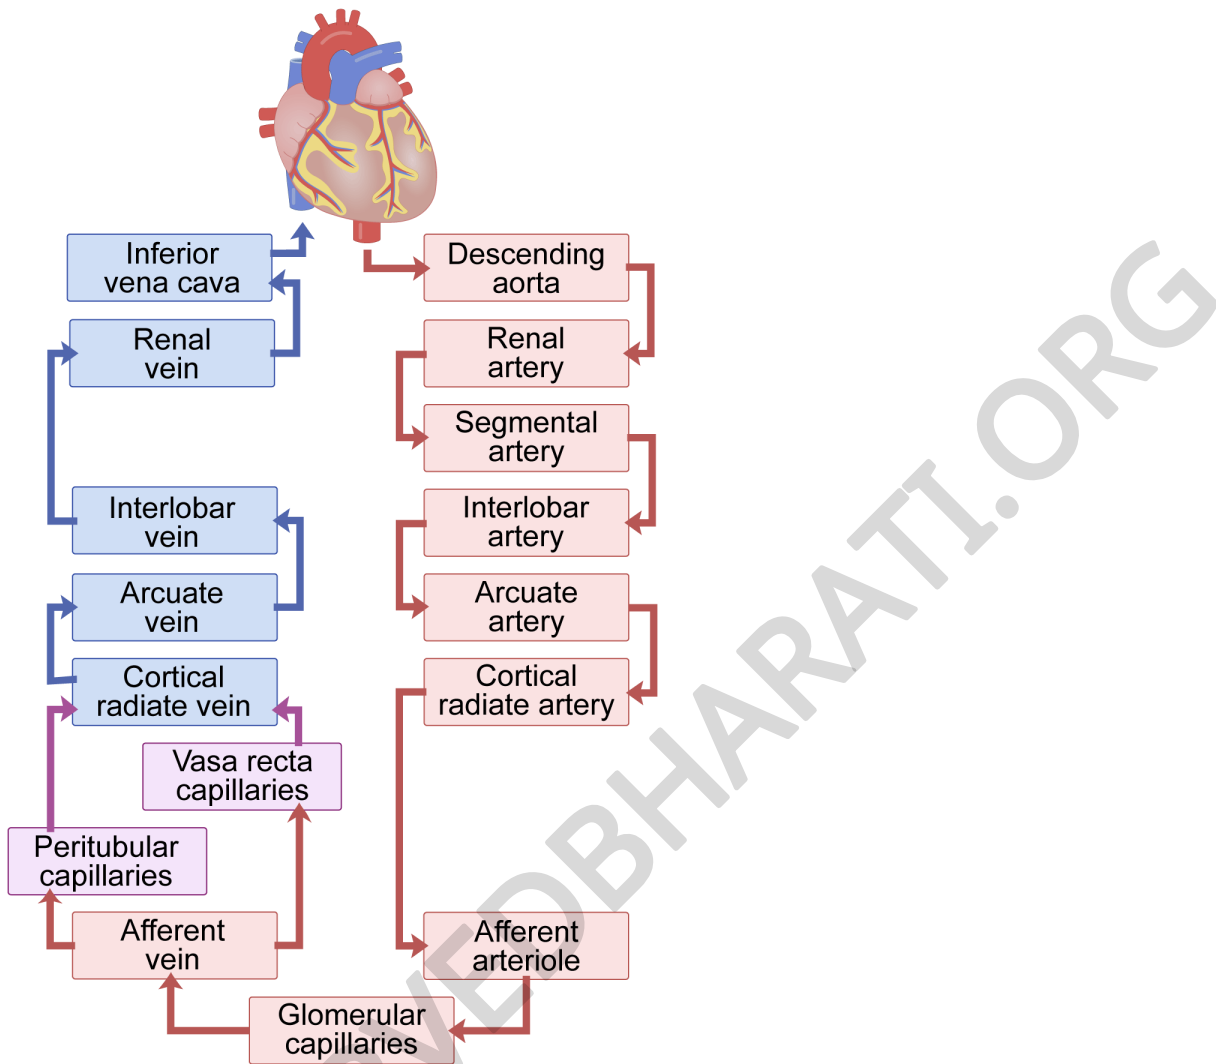 Inferior
vena cava
Descending
aorta
Renal
vein
Renal
artery
Segmental
artery
Interlobar
vein
Interlobar
artery
Arcuate
vein
Arcuate
artery
Cortical
radiate vein
Cortical
radiate artery
Vasa recta
capillaries
Peritubular
capillaries
Afferent
vein
Afferent
arteriole
Glomerular
capillaries
VEDBHARATI.ORG